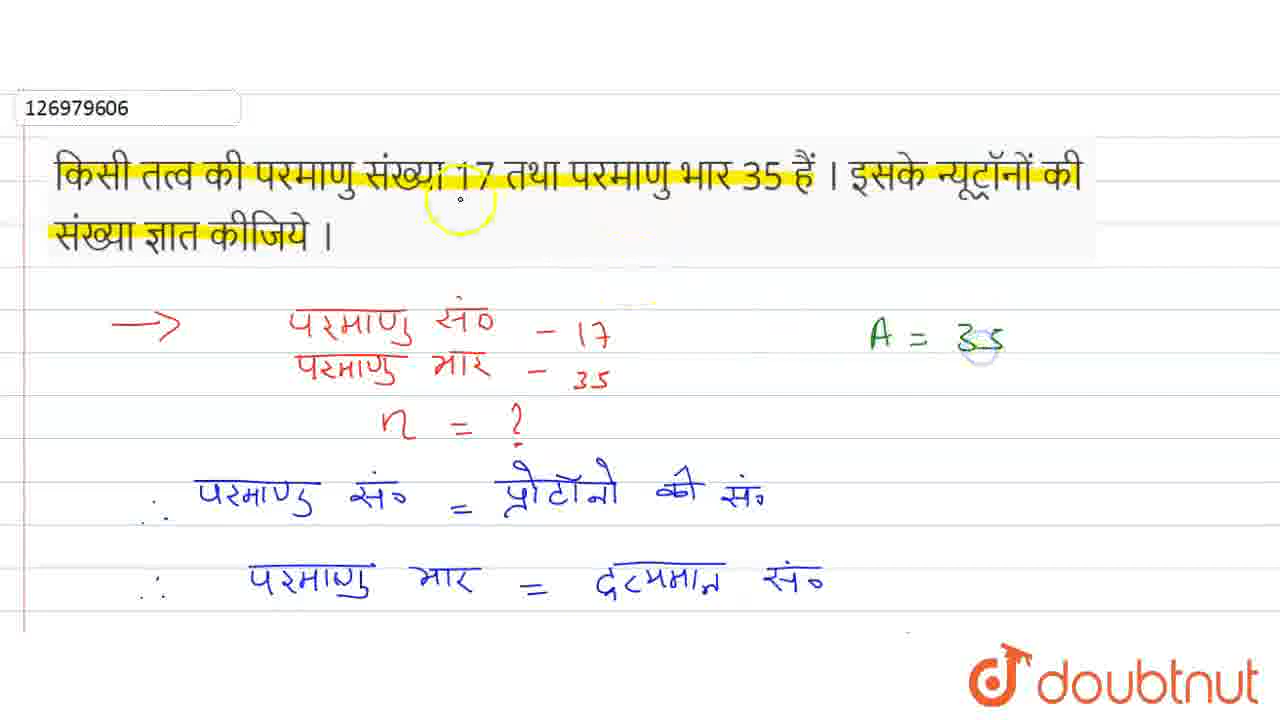 126979606
किसी तत्व की परमाणु संख्या 17 तथा परमाणु भार 35 हैं । इसके न्यूट्रॉनों की
संख्या ज्ञात कीजिये ।
→ परमाणु सं० - 17
परमाणु भार - 35
A = 35
n = ?
∴ परमाणु सं० = प्रोटॉनो की सं०
∴ परमाणु भार = द्रव्यमान सं०
doubtnut